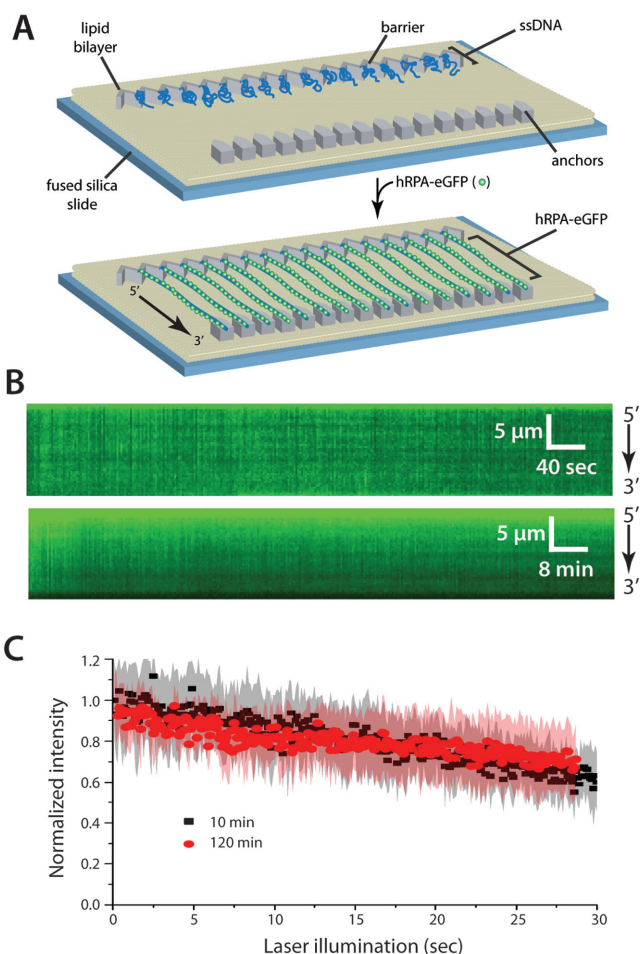 A
lipid
bilayer
barrier
ssDNA
fused silica
slide
anchors
hRPA-eGFP ( )
hRPA-eGFP
5′
3′
B
5 μm
40 sec
5′
3′
5 μm
8 min
5′
3′
C
Normalized intensity
1.2
1.0
0.8
0.6
0.4
0.2
0.0
10 min
120 min
0
5
10
15
20
25
30
Laser illumination (sec)